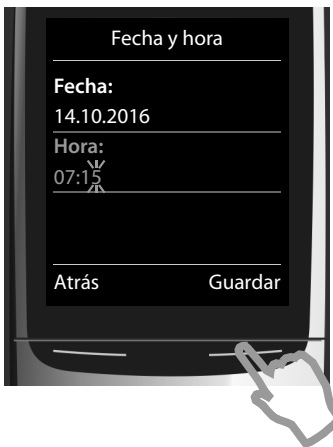 Fecha y hora
Fecha:
14.10.2016
Hora:
07:15
Atrás Guardar